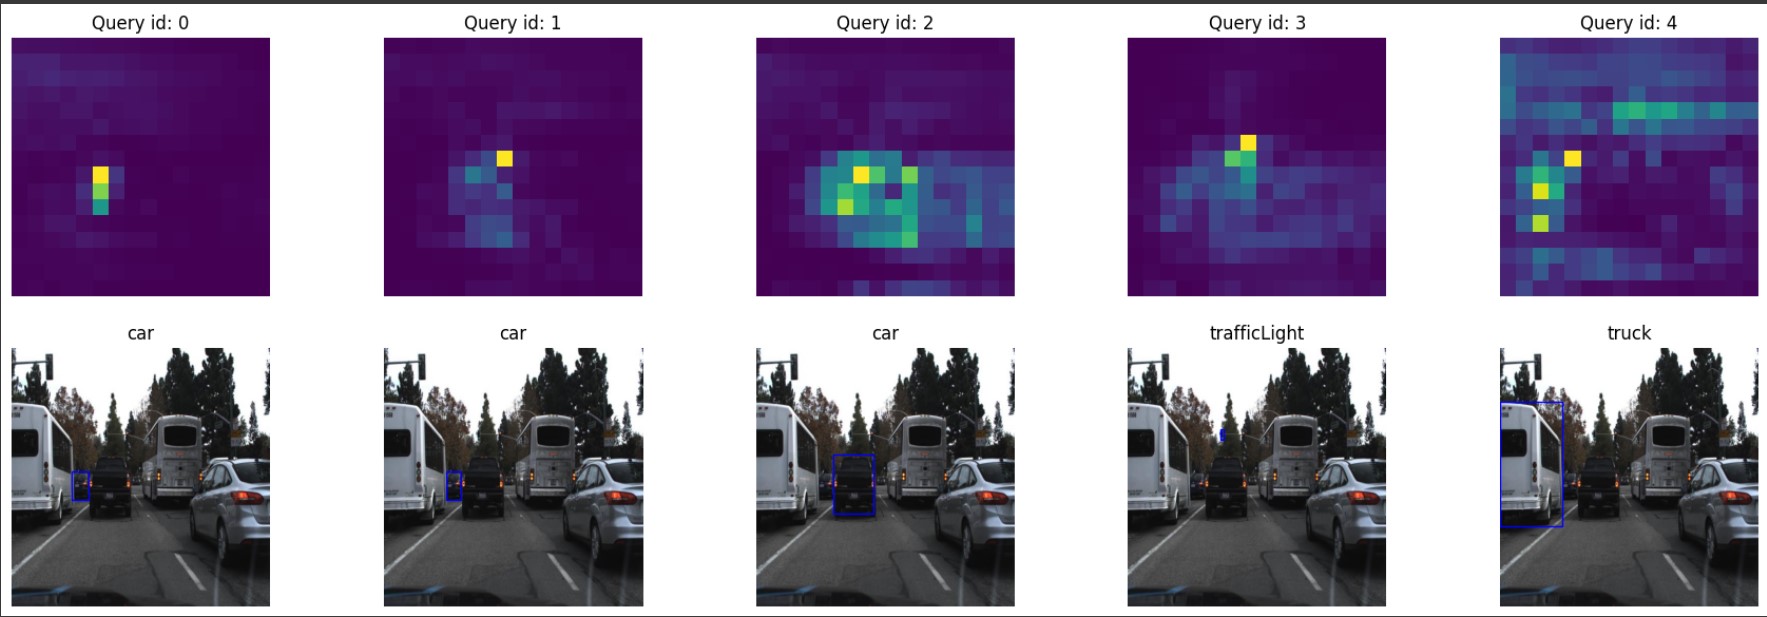 Query id: 0
Query id: 1
Query id: 2
Query id: 3
Query id: 4
car
car
car
trafficLight
truck